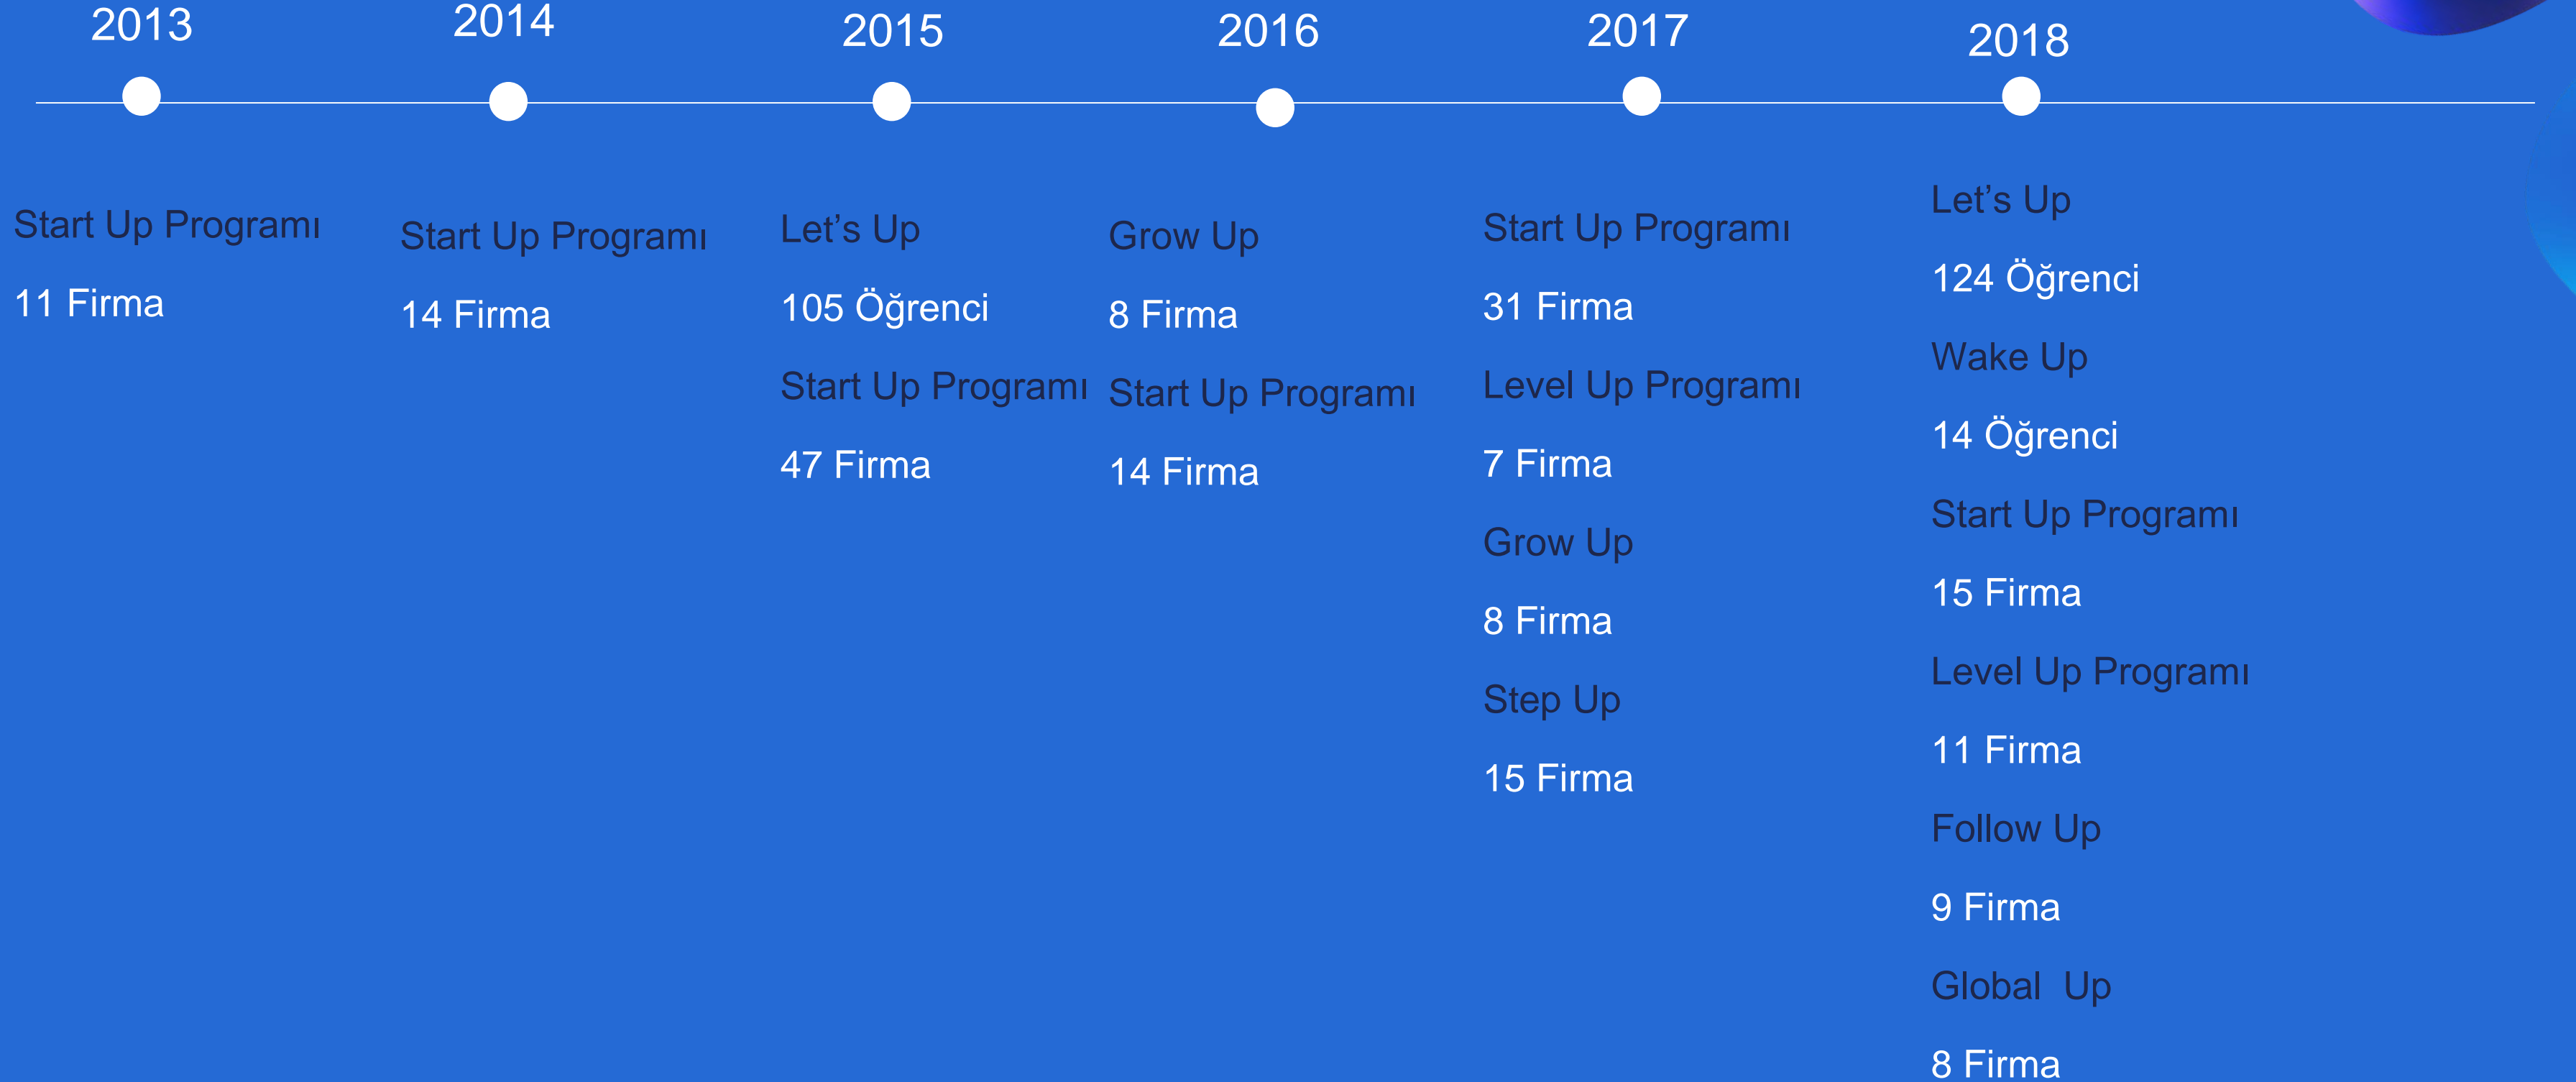 2013
Start Up Programı
11 Firma
2014
Start Up Programı
14 Firma
2015
Let’s Up
105 Öğrenci
Start Up Programı
47 Firma
2016
Grow Up
8 Firma
Start Up Programı
14 Firma
2017
Start Up Programı
31 Firma
Level Up Programı
7 Firma
Grow Up
8 Firma
Step Up
15 Firma
2018
Let’s Up
124 Öğrenci
Wake Up
14 Öğrenci
Start Up Programı
15 Firma
Level Up Programı
11 Firma
Follow Up
9 Firma
Global  Up
8 Firma